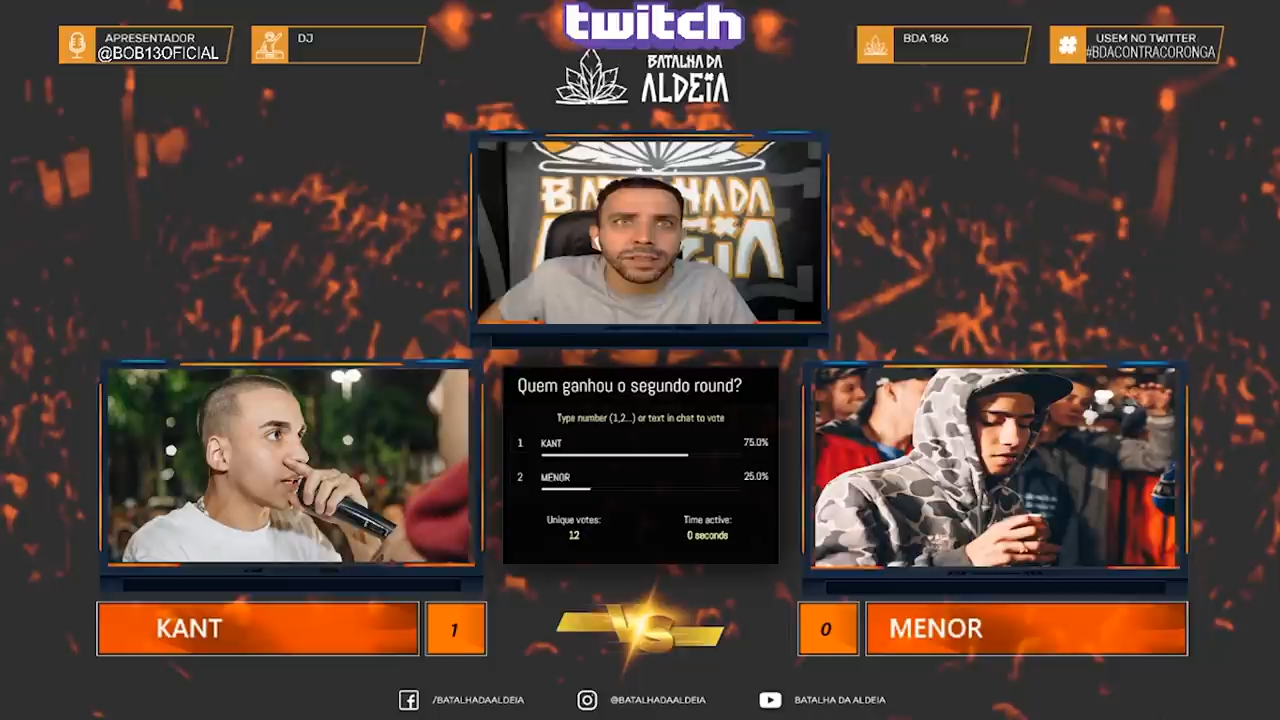 twitch
APRESENTADOR
@BOB13OFICIAL
DJ
BATALHA DA
ALDEIA
BDA 186
USEM NO TWITTER
#BDACONTRACORONGA
BATALHA DA
Quem ganhou o segundo round?
Type number (1,2...) or text in chat to vote
1 KANT 75.0%
2 MENOR 25.0%
Unique votes: Time active:
12 0 seconds
KANT 1 VS 0 MENOR
/BATALHADAALDEIA @BATALHADAALDEIA BATALHA DA ALDEIA